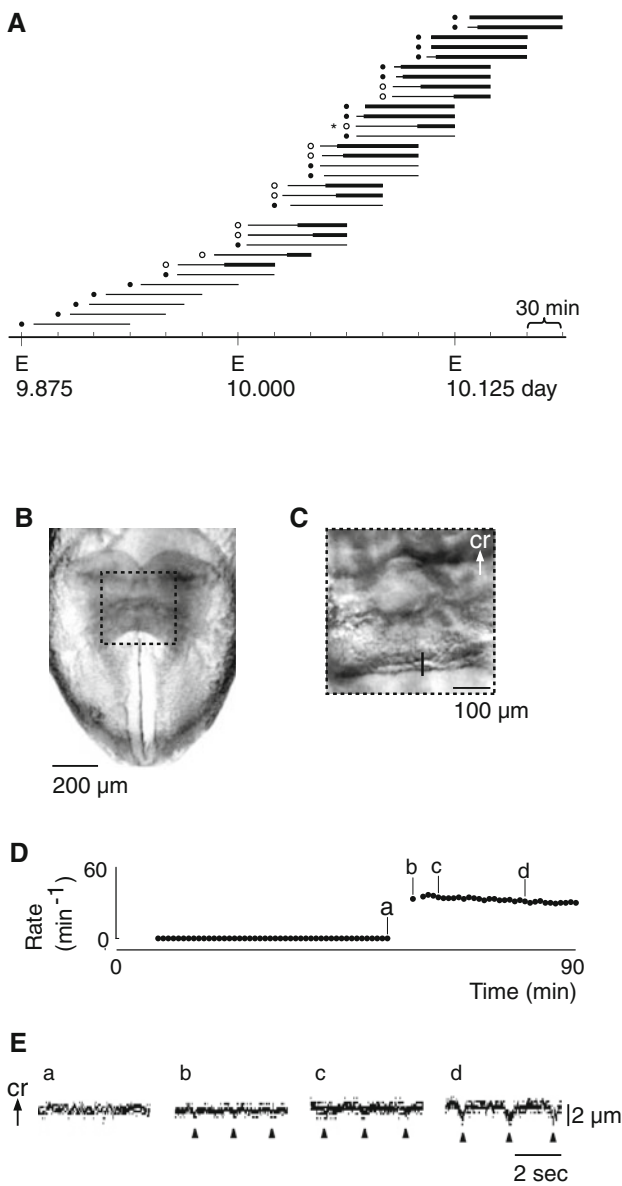 A
*
30 min
E E E
9.875 10.000 10.125 day
B C
cr
100 µm
200 µm
D
60
b c d
a
Rate
(min⁻¹)
0
0 90
Time (min)
E
a b c d
cr
2 µm
2 sec